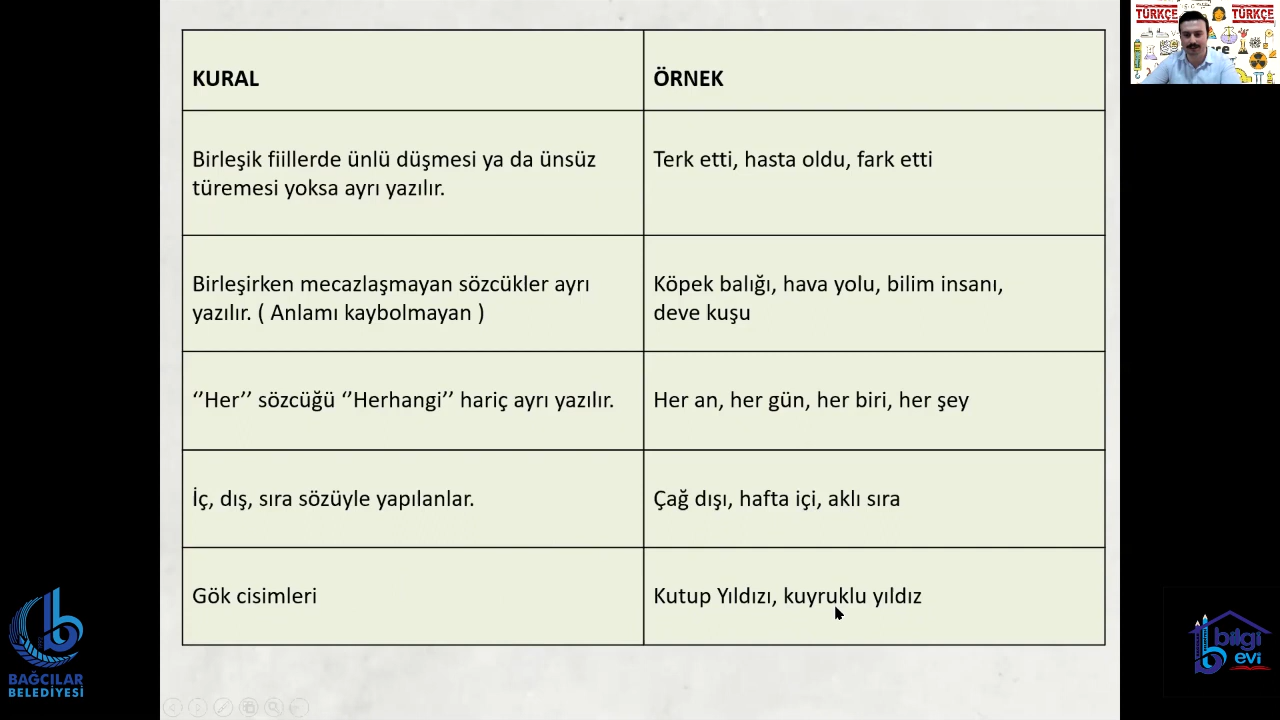 TÜRKÇE
TÜRKÇE
KURAL
ÖRNEK
Birleşik fiillerde ünlü düşmesi ya da ünsüz
türemesi yoksa ayrı yazılır.
Terk etti, hasta oldu, fark etti
Birleşirken mecazlaşmayan sözcükler ayrı
yazılır. ( Anlamı kaybolmayan )
Köpek balığı, hava yolu, bilim insanı,
deve kuşu
‘’Her’’ sözcüğü ‘’Herhangi’’ hariç ayrı yazılır.
Her an, her gün, her biri, her şey
İç, dış, sıra sözüyle yapılanlar.
Çağ dışı, hafta içi, aklı sıra
Gök cisimleri
Kutup Yıldızı, kuyruklu yıldız
BAĞCILAR
BELEDİYESİ
bilgi
evi